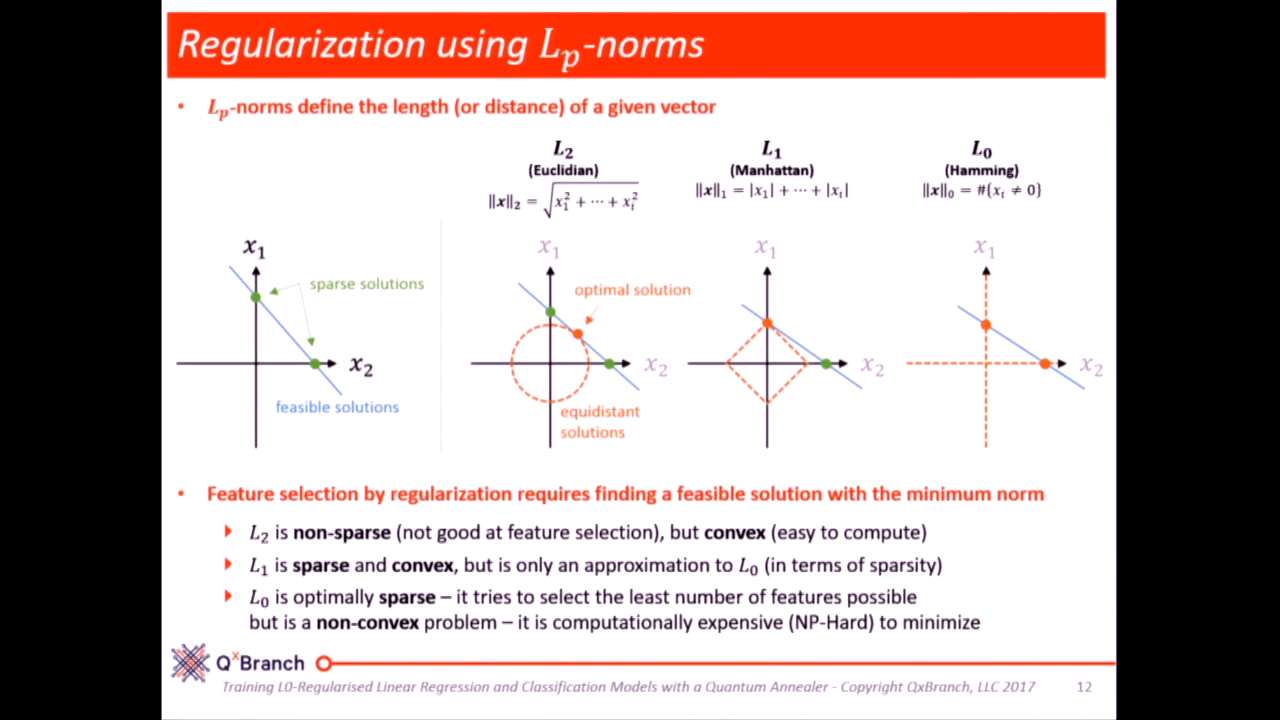 Regularization using Lₚ-norms
• Lₚ-norms define the length (or distance) of a given vector
L₂
(Euclidian)
‖x‖₂ = √(x₁² + ⋯ + xᵢ²)
L₁
(Manhattan)
‖x‖₁ = |x₁| + ⋯ + |xᵢ|
L₀
(Hamming)
‖x‖₀ = #{xᵢ ≠ 0}
x₁
sparse solutions
x₂
feasible solutions
x₁
optimal solution
x₂
equidistant
solutions
x₁
x₂
x₁
x₂
• Feature selection by regularization requires finding a feasible solution with the minimum norm
L₂ is non-sparse (not good at feature selection), but convex (easy to compute)
L₁ is sparse and convex, but is only an approximation to L₀ (in terms of sparsity)
L₀ is optimally sparse – it tries to select the least number of features possible
but is a non-convex problem – it is computationally expensive (NP-Hard) to minimize
QxBranch
Training L0-Regularised Linear Regression and Classification Models with a Quantum Annealer - Copyright QxBranch, LLC 2017
12